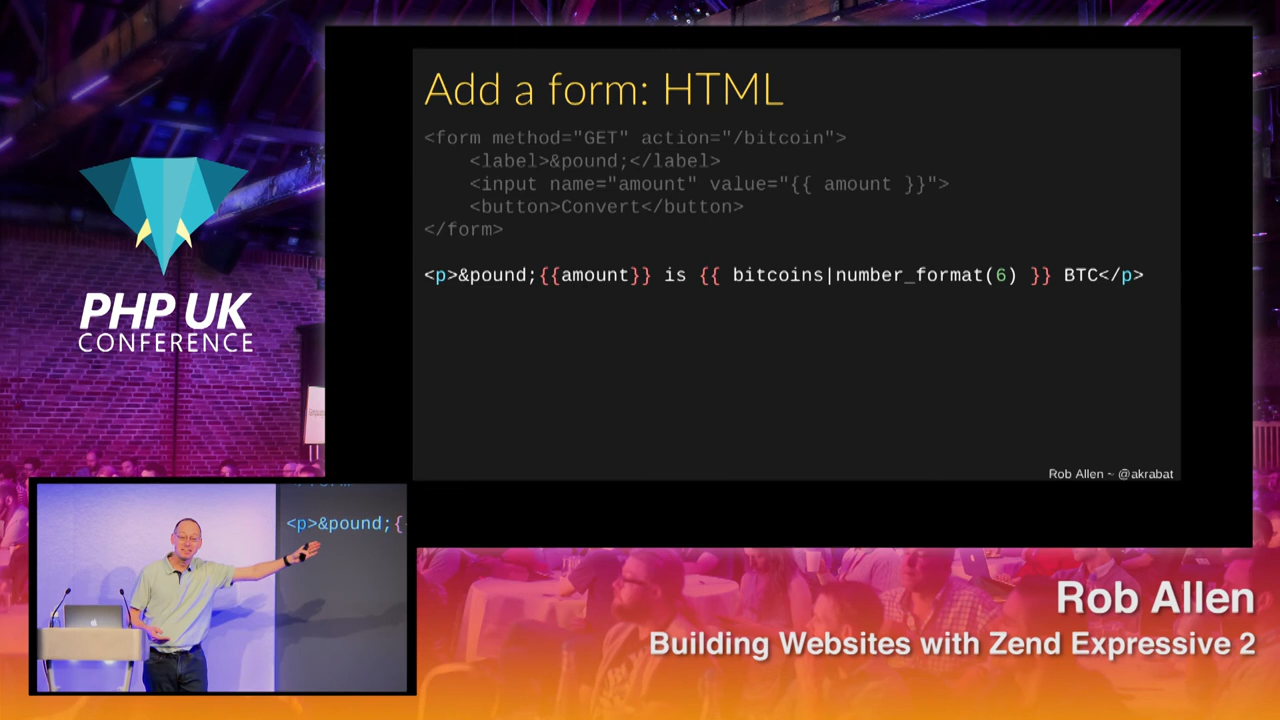 Add a form: HTML
<form method="GET" action="/bitcoin">
    <label>&pound;</label>
    <input name="amount" value="{{ amount }}">
    <button>Convert</button>
</form>
<p>&pound;{{amount}} is {{ bitcoins|number_format(6) }} BTC</p>
Rob Allen ~ @akrabat
PHP UK
CONFERENCE
<p>&pound;{
Rob Allen
Building Websites with Zend Expressive 2